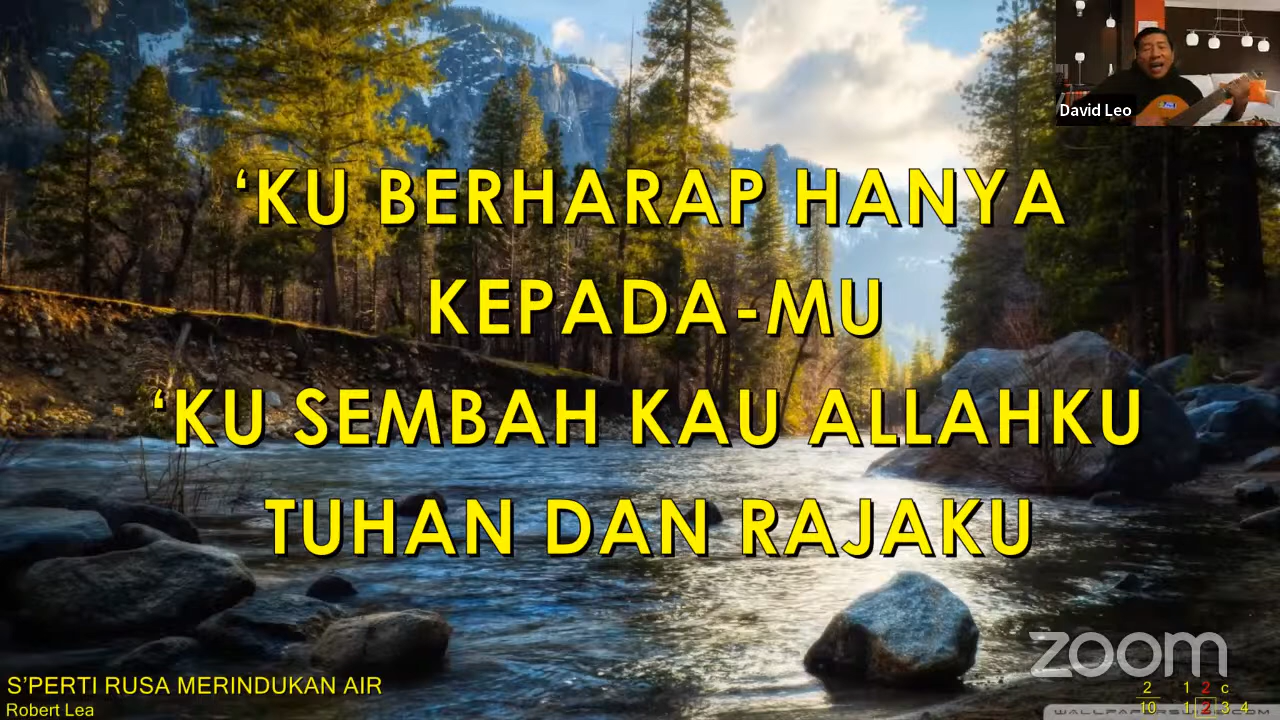 David Leo
‘KU BERHARAP HANYA
KEPADA-MU
‘KU SEMBAH KAU ALLAHKU
TUHAN DAN RAJAKU
zoom
S’PERTI RUSA MERINDUKAN AIR
Robert Lea
2 1 2 c
10 1 2 3 4